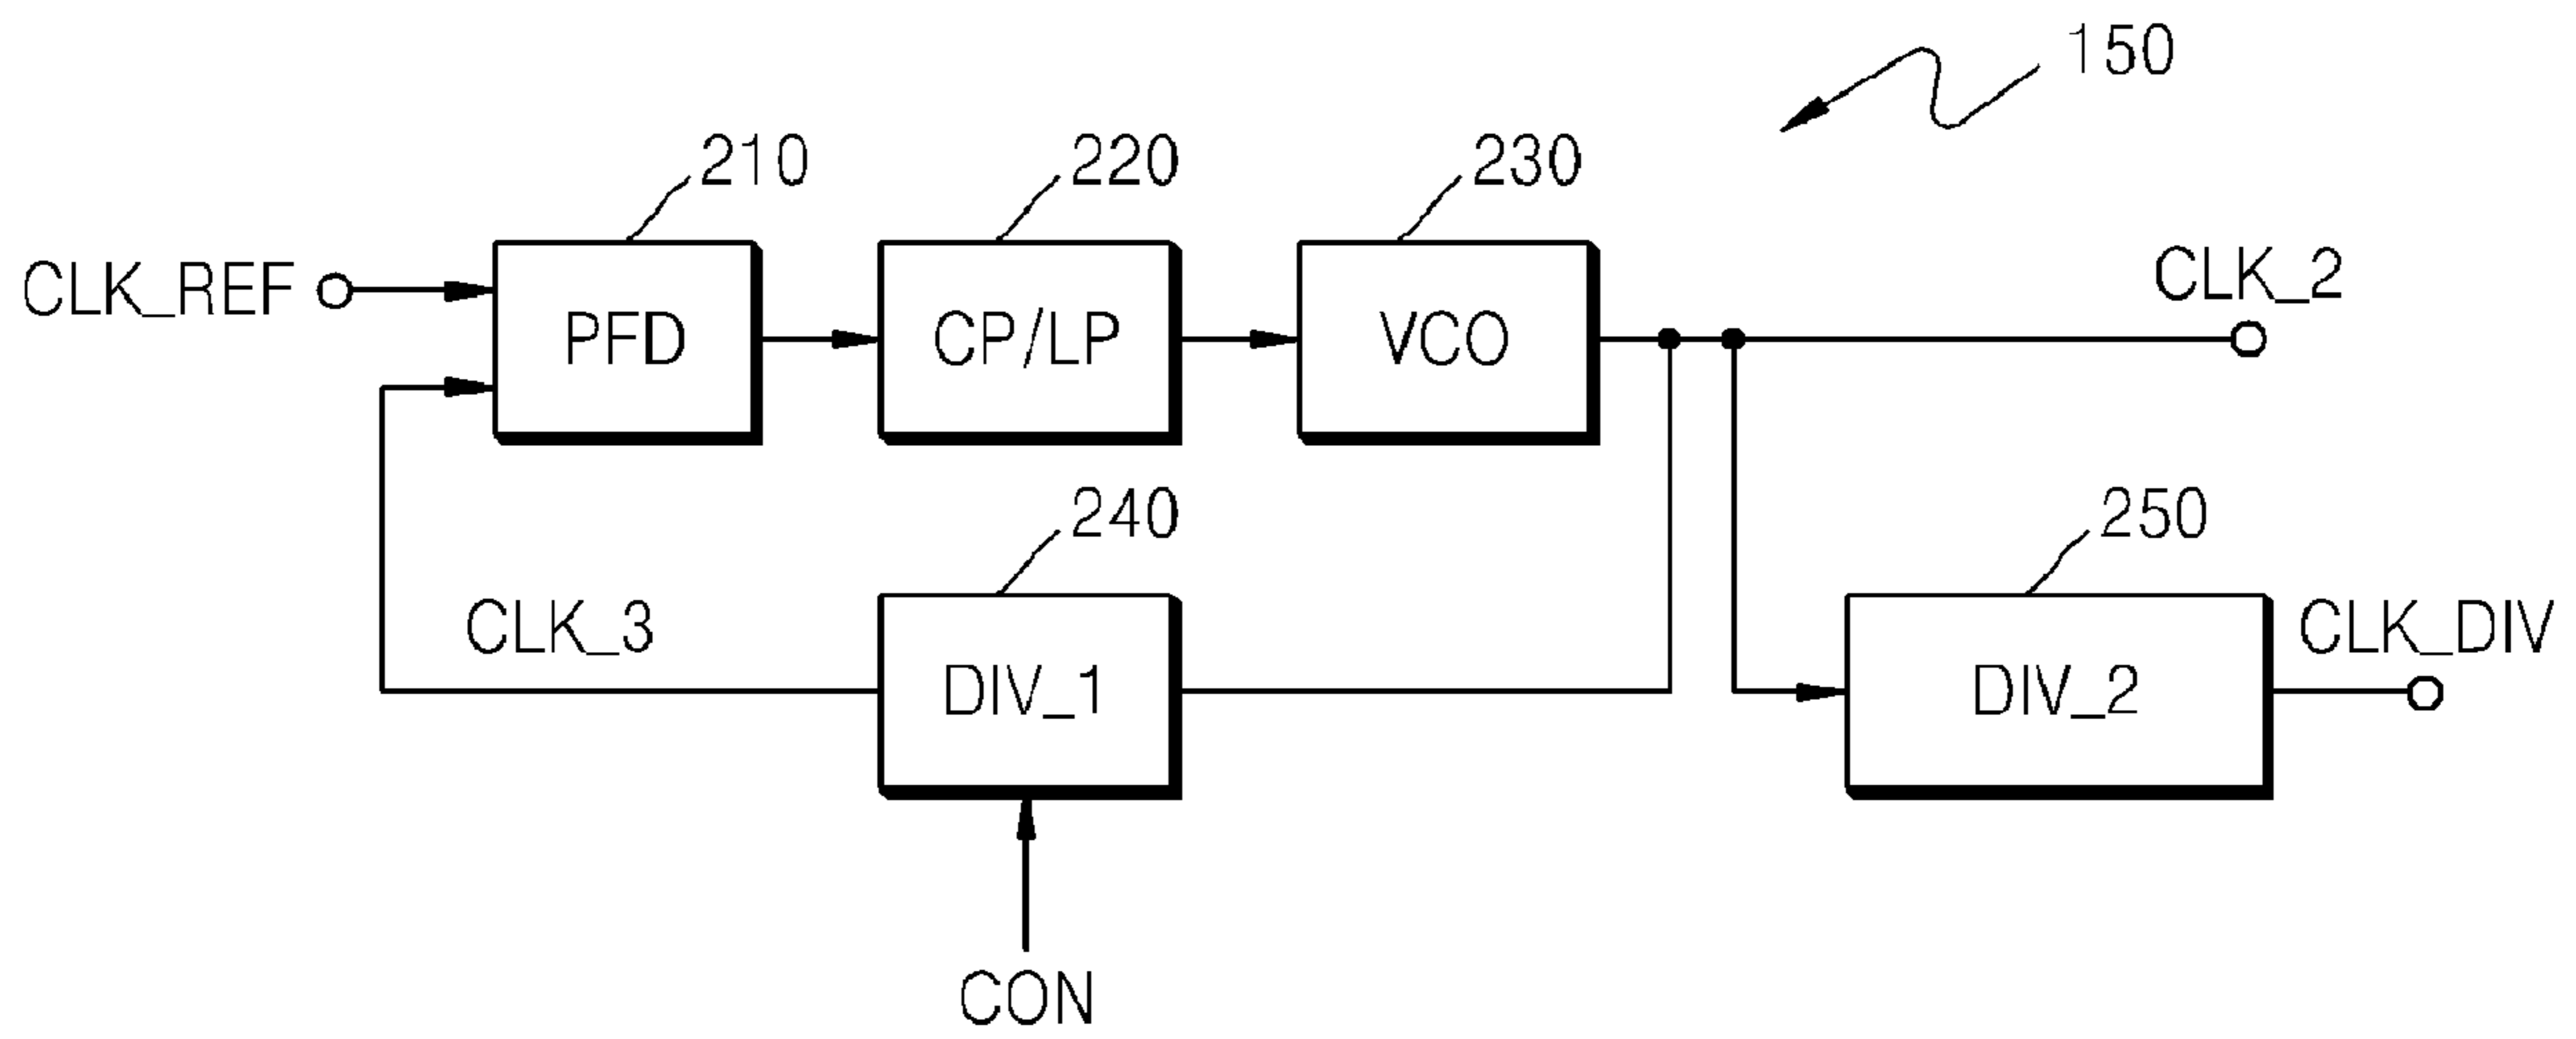 150
210
220
230
CLK_REF
PFD
CP/LP
VCO
CLK_2
240
250
CLK_3
DIV_1
DIV_2
CLK_DIV
CON